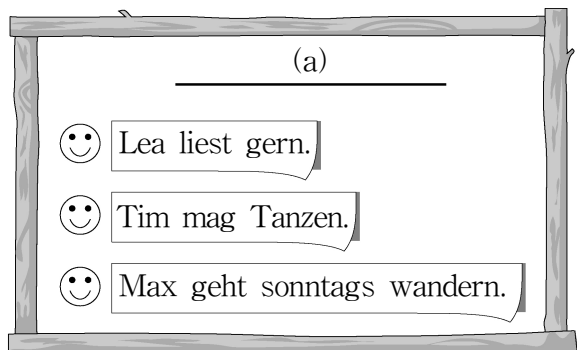 (a)
Lea liest gern.
Tim mag Tanzen.
Max geht sonntags wandern.